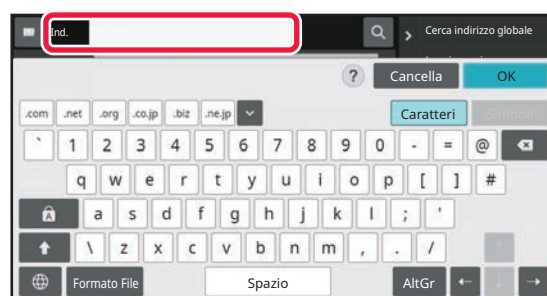 Ind. Cerca indirizzo globale
? Cancella OK
.com .net .org .co.jp .biz .ne.jp Caratteri Simboli
` 1 2 3 4 5 6 7 8 9 0 - = @
q w e r t y u i o p [ ] #
a s d f g h j k l ; '
\ z x c v b n m , . /
Formato File Spazio AltGr